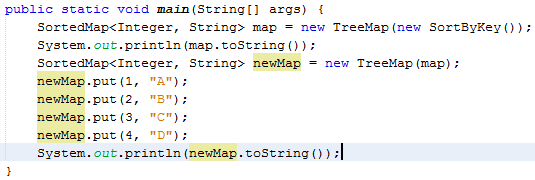 public static void main(String[] args) {
SortedMap<Integer, String> map = new TreeMap(new SortByKey());
System.out.println(map.toString());
SortedMap<Integer, String> newMap = new TreeMap(map);
newMap.put(1, "A");
newMap.put(2, "B");
newMap.put(3, "C");
newMap.put(4, "D");
System.out.println(newMap.toString());
}